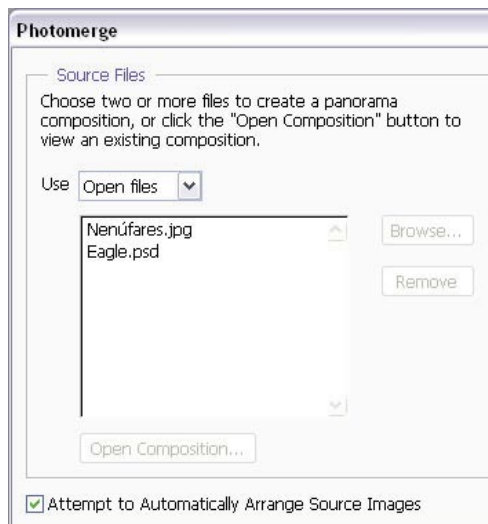 Photomerge
Source Files
Choose two or more files to create a panorama
composition, or click the "Open Composition" button to
view an existing composition.
Use Open files
Nenúfares.jpg
Browse...
Eagle.psd
Remove
Open Composition...
Attempt to Automatically Arrange Source Images